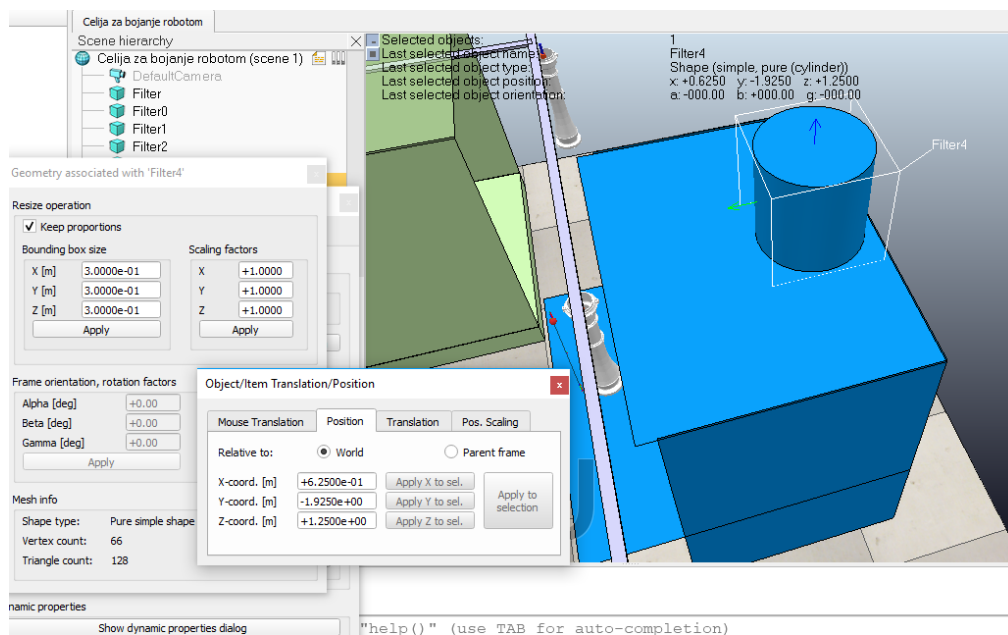 Celija za bojanje robotom
Scene hierarchy
Celija za bojanje robotom (scene 1)
DefaultCamera
Filter
Filter0
Filter1
Filter2
Selected objects: 1
Last selected object name: Filter4
Last selected object type: Shape (simple, pure (cylinder))
Last selected object position: x: +0.6250 y: -1.9250 z: +1.2500
Last selected object orientation: a: -000.00 b: +000.00 g: -000.00
Filter4
Geometry associated with 'Filter4'
Resize operation
Keep proportions
Bounding box size Scaling factors
X [m] 3.0000e-01 X +1.0000
Y [m] 3.0000e-01 Y +1.0000
Z [m] 3.0000e-01 Z +1.0000
Apply Apply
Frame orientation, rotation factors
Alpha [deg] +0.00
Beta [deg] +0.00
Gamma [deg] +0.00
Apply
Mesh info
Shape type: Pure simple shape
Vertex count: 66
Triangle count: 128
Object/Item Translation/Position
Mouse Translation Position Translation Pos. Scaling
Relative to: World Parent frame
X-coord. [m] +6.2500e-01 Apply X to sel.
Y-coord. [m] -1.9250e+00 Apply Y to sel.
Z-coord. [m] +1.2500e+00 Apply Z to sel.
Apply to
selection
namic properties
Show dynamic properties dialog
"help()" (use TAB for auto-completion)